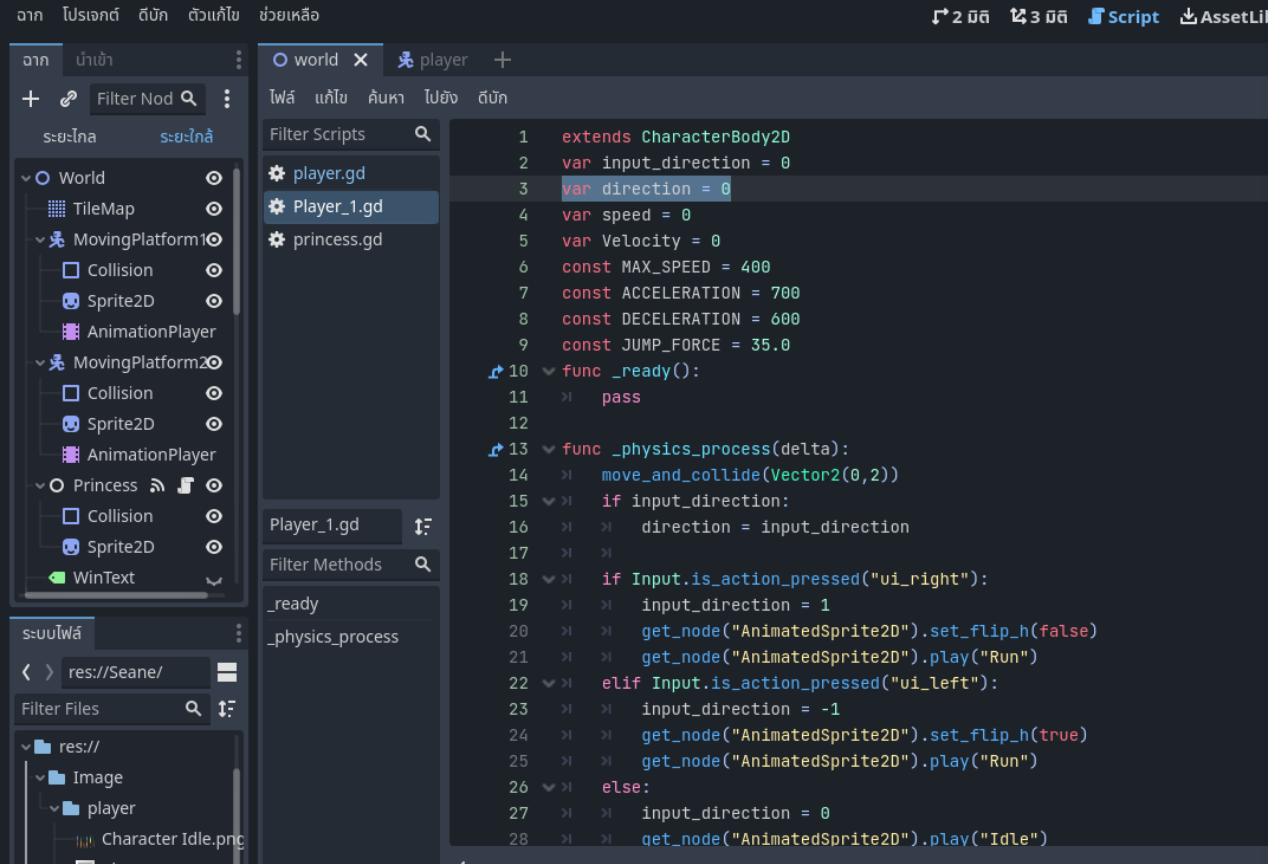 ฉาก โปรเจกต์ ดีบัก ตัวแก้ไข ช่วยเหลือ
2 มิติ 3 มิติ Script AssetLib
ฉาก นำเข้า
Filter Nod
ระยะไกล ระยะใกล้
World
TileMap
MovingPlatform1
Collision
Sprite2D
AnimationPlayer
MovingPlatform2
Collision
Sprite2D
AnimationPlayer
Princess
Collision
Sprite2D
WinText
ระบบไฟล์
res://Seane/
Filter Files
res://
Image
player
Character Idle.png
world player
ไฟล์ แก้ไข ค้นหา ไปยัง ดีบัก
Filter Scripts
player.gd
Player_1.gd
princess.gd
Player_1.gd
Filter Methods
_ready
_physics_process
1 extends CharacterBody2D
2 var input_direction = 0
3 var direction = 0
4 var speed = 0
5 var Velocity = 0
6 const MAX_SPEED = 400
7 const ACCELERATION = 700
8 const DECELERATION = 600
9 const JUMP_FORCE = 35.0
10 func _ready():
11 pass
12
13 func _physics_process(delta):
14 move_and_collide(Vector2(0,2))
15 if input_direction:
16 direction = input_direction
17
18 if Input.is_action_pressed("ui_right"):
19 input_direction = 1
20 get_node("AnimatedSprite2D").set_flip_h(false)
21 get_node("AnimatedSprite2D").play("Run")
22 elif Input.is_action_pressed("ui_left"):
23 input_direction = -1
24 get_node("AnimatedSprite2D").set_flip_h(true)
25 get_node("AnimatedSprite2D").play("Run")
26 else:
27 input_direction = 0
28 get_node("AnimatedSprite2D").play("Idle")